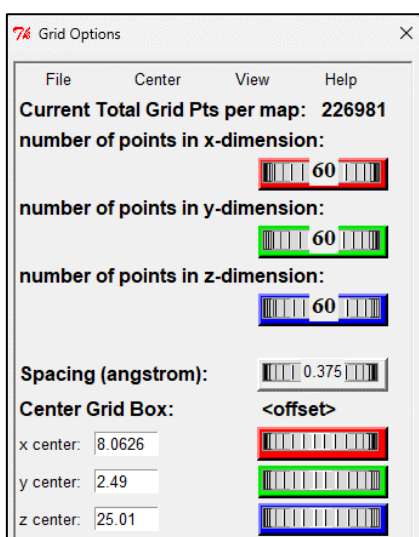 Grid Options
File Center View Help
Current Total Grid Pts per map: 226981
number of points in x-dimension:
60
number of points in y-dimension:
60
number of points in z-dimension:
60
Spacing (angstrom): 0.375
Center Grid Box: <offset>
x center: 8.0626
y center: 2.49
z center: 25.01